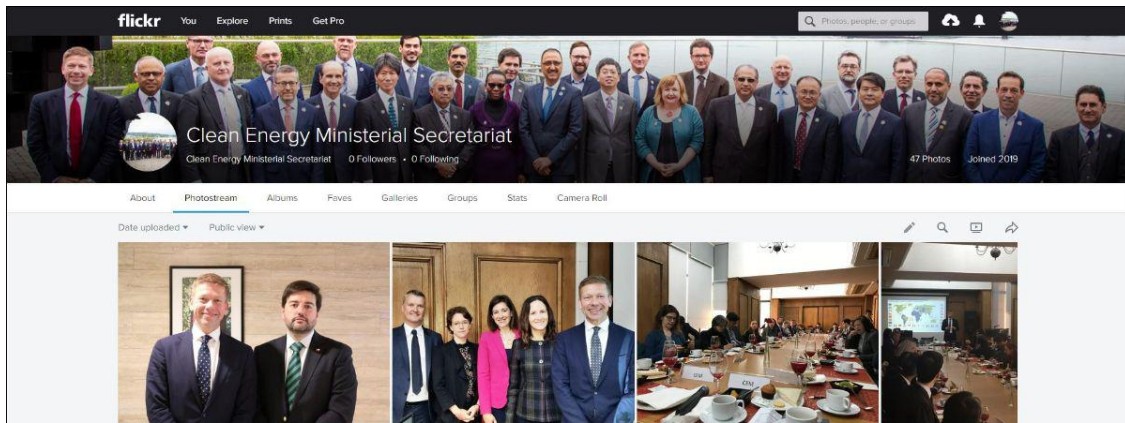 flickr You Explore Prints Get Pro Photos, people, or groups
Clean Energy Ministerial Secretariat
Clean Energy Ministerial Secretariat 0 Followers • 0 Following 47 Photos Joined 2019
About Photostream Albums Faves Galleries Groups Stats Camera Roll
Date uploaded Public view